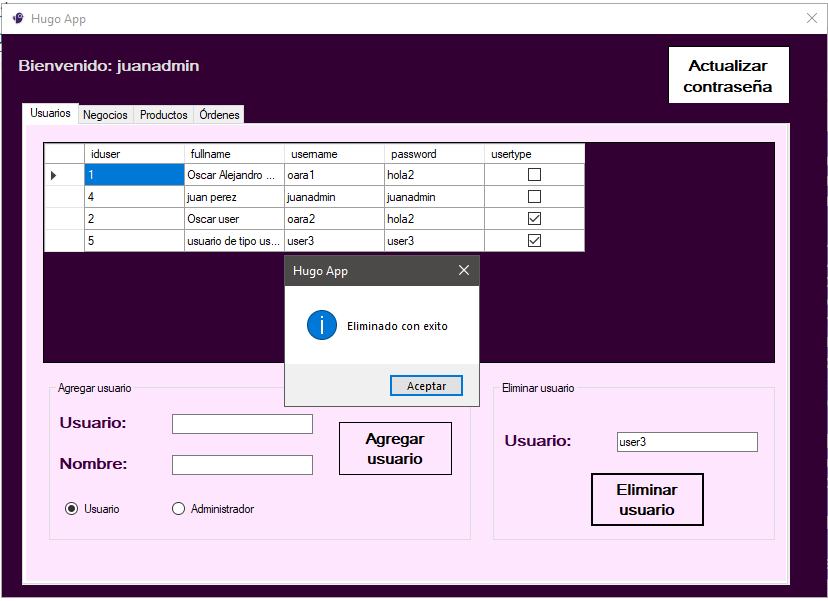 Hugo App
Bienvenido: juanadmin
Actualizar
contraseña
Usuarios Negocios Productos Órdenes
iduser fullname username password usertype
1 Oscar Alejandro ... oara1 hola2
4 juan perez juanadmin juanadmin
2 Oscar user oara2 hola2
5 usuario de tipo us... user3 user3
Hugo App
Eliminado con exito
Aceptar
Agregar usuario
Usuario:
Nombre:
Agregar
usuario
Usuario Administrador
Eliminar usuario
Usuario: user3
Eliminar
usuario